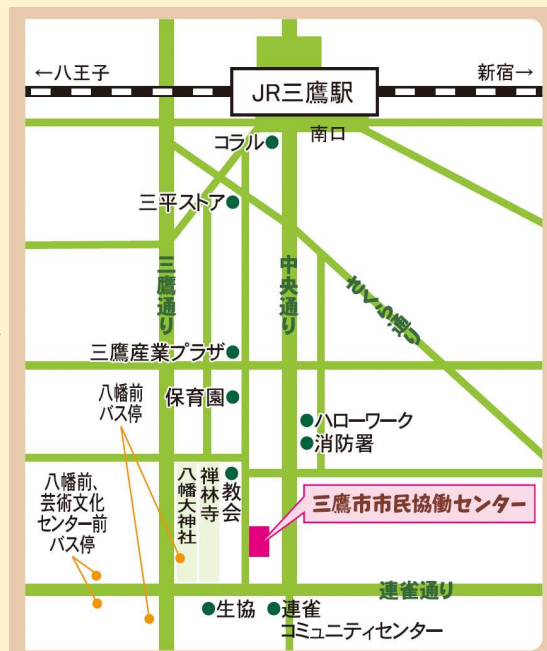 ←八王子
新宿→
JR三鷹駅
南口
コラル
三平ストア
三鷹通り
中央通り
さくら通り
三鷹産業プラザ
八幡前
バス停
保育園
ハローワーク
消防署
八幡前、
芸術文化
センター前
バス停
八幡大神社
禅林寺
教会
三鷹市市民協働センター
連雀通り
生協
連雀
コミュニティセンター